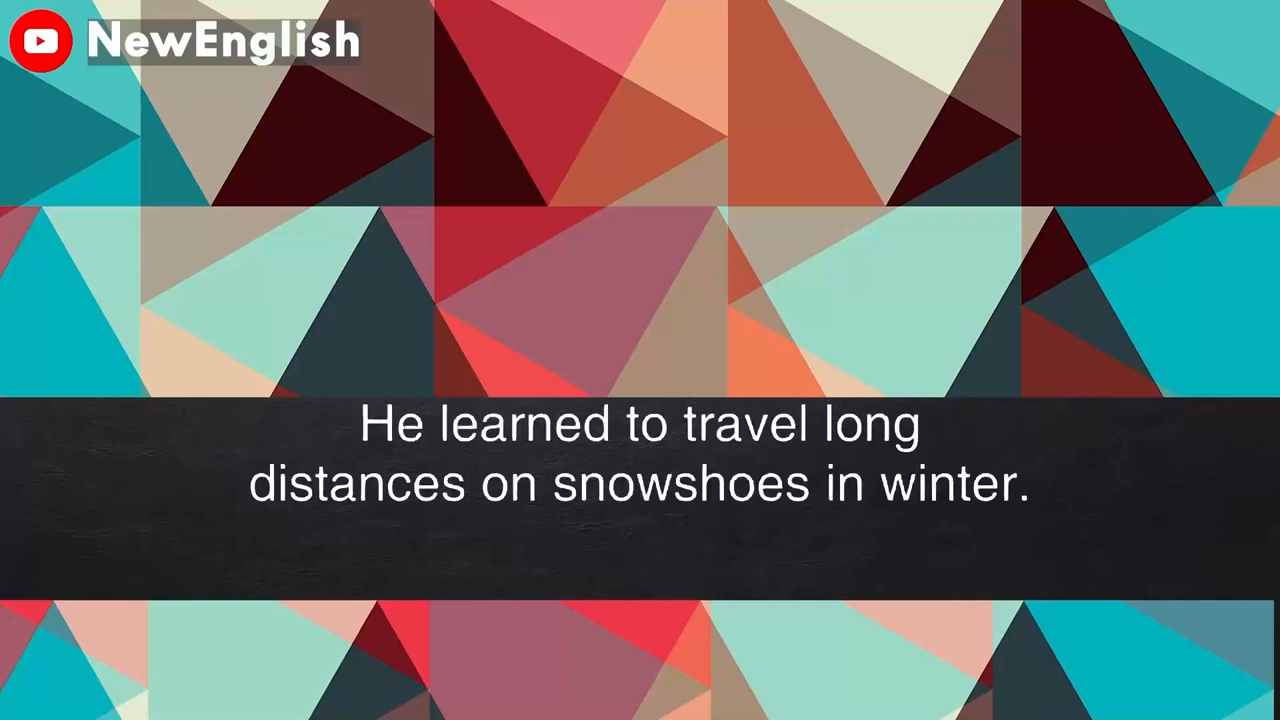 NewEnglish
He learned to travel long
distances on snowshoes in winter.